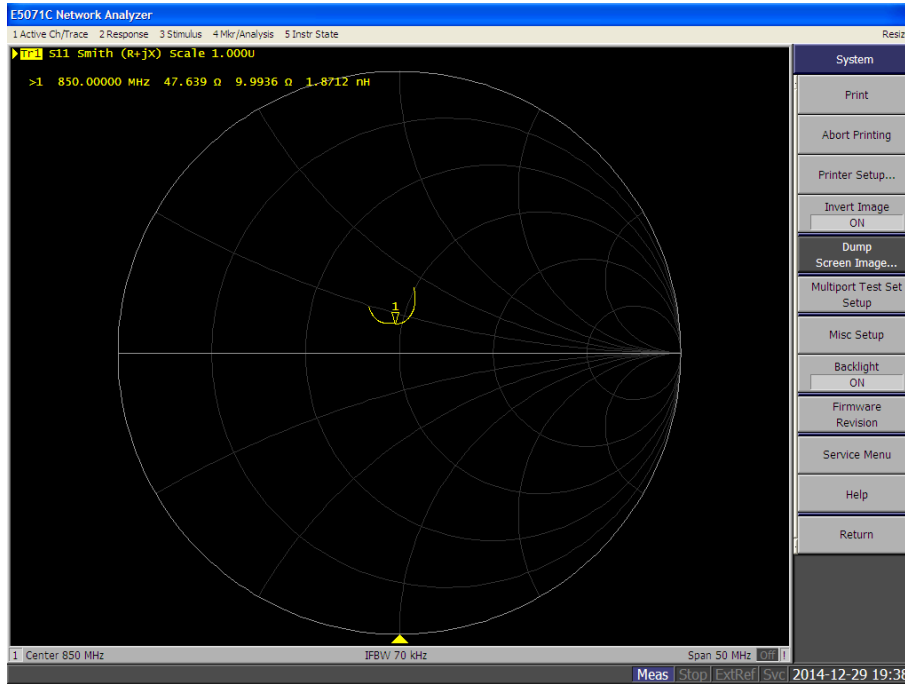 E5071C Network Analyzer
1 Active Ch/Trace 2 Response 3 Stimulus 4 Mkr/Analysis 5 Instr State
Resiz
Tr1 S11 Smith (R+jX) Scale 1.000U
>1 850.00000 MHz 47.639 Ω 9.9936 Ω 1.8712 nH
1
System
Print
Abort Printing
Printer Setup...
Invert Image
ON
Dump
Screen Image...
Multiport Test Set
Setup
Misc Setup
Backlight
ON
Firmware
Revision
Service Menu
Help
Return
1 Center 850 MHz IFBW 70 kHz Span 50 MHz Off !
Meas Stop ExtRef Svc 2014-12-29 19:38